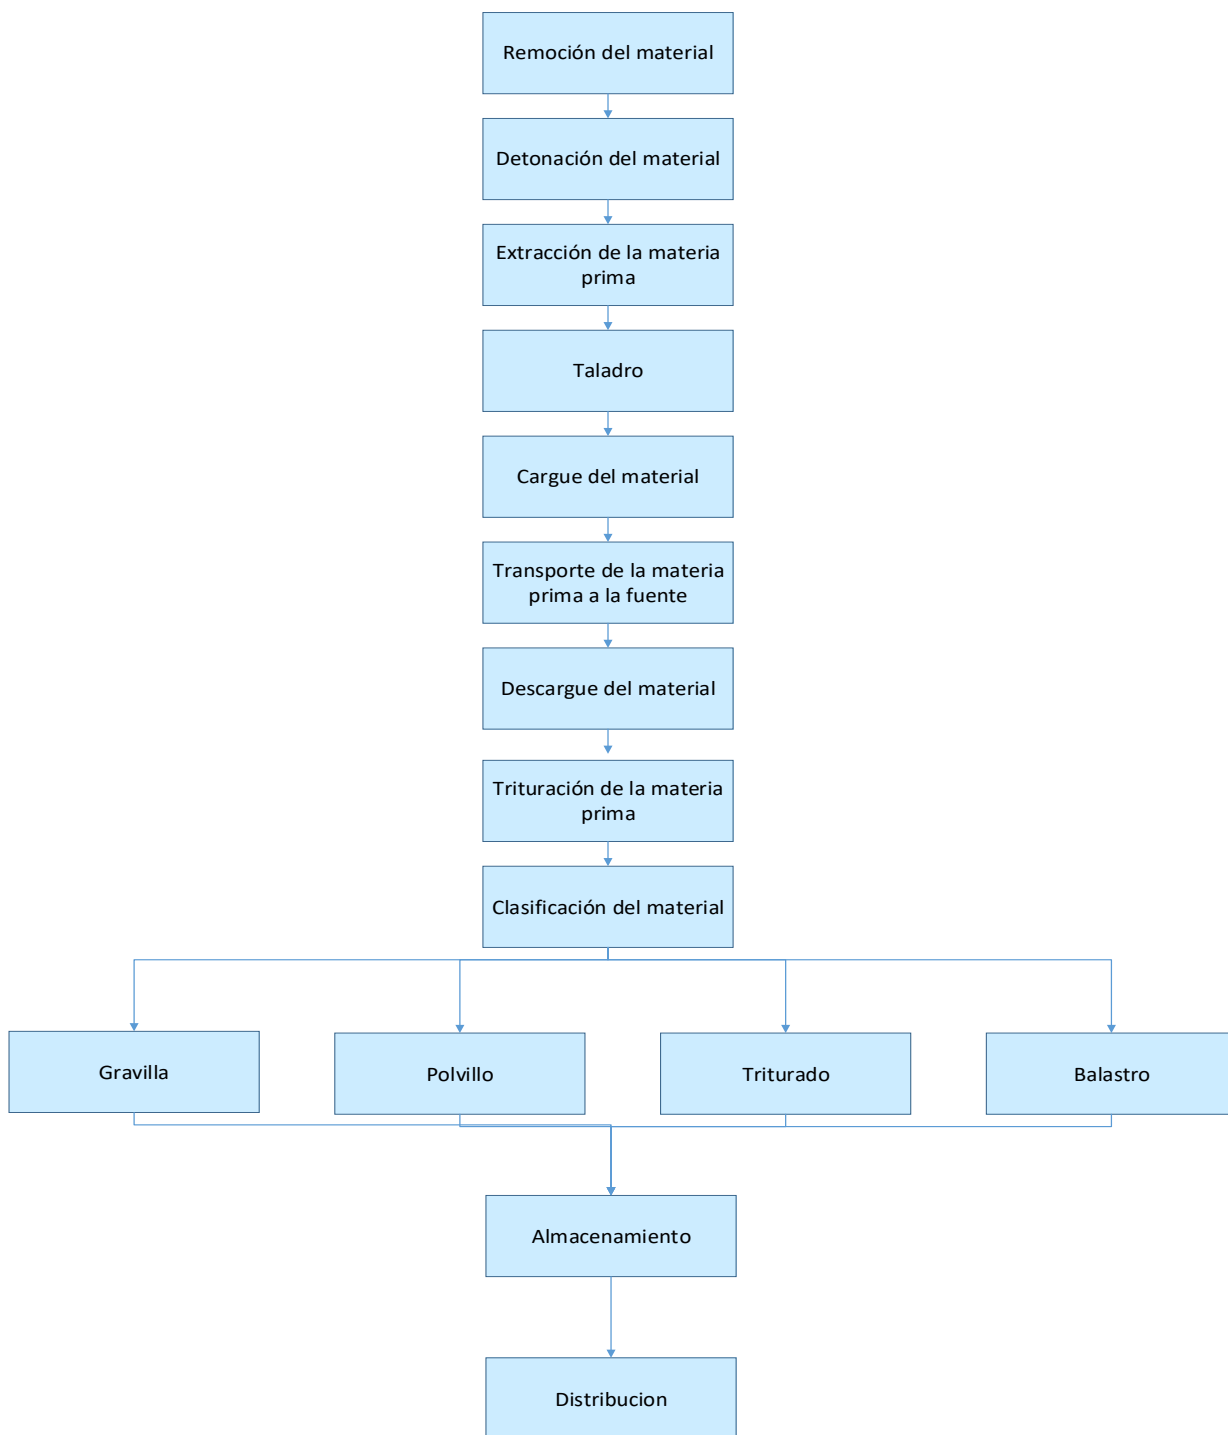 Remoción del material
Detonación del material
Extracción de la materia
prima
Taladro
Cargue del material
Transporte de la materia
prima a la fuente
Descargue del material
Trituración de la materia
prima
Clasificación del material
Gravilla
Polvillo
Triturado
Balastro
Almacenamiento
Distribucion